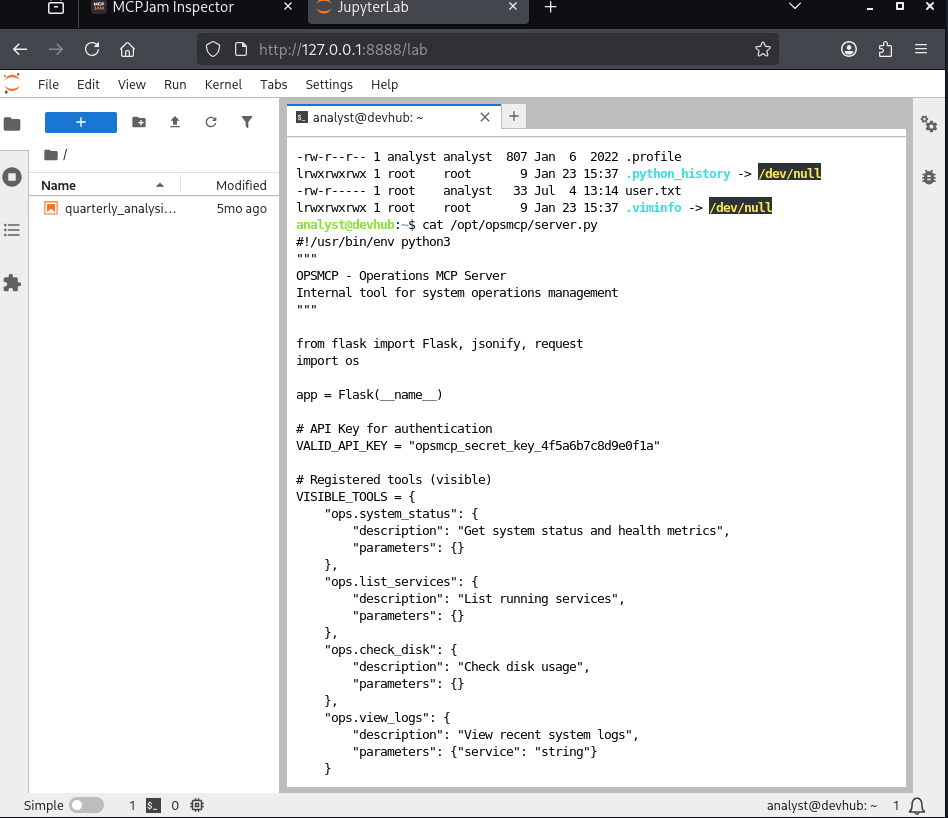 MCPJam Inspector
JupyterLab
http://127.0.0.1:8888/lab
File Edit View Run Kernel Tabs Settings Help
analyst@devhub: ~
/
Name Modified
quarterly_analysi... 5mo ago
-rw-r--r-- 1 analyst analyst  807 Jan  6  2022 .profile
lrwxrwxrwx 1 root    root       9 Jan 23 15:37 .python_history -> /dev/null
-rw-r----- 1 root    analyst   33 Jul  4 13:14 user.txt
lrwxrwxrwx 1 root    root       9 Jan 23 15:37 .viminfo -> /dev/null
analyst@devhub:~$ cat /opt/opsmcp/server.py
#!/usr/bin/env python3
"""
OPSMCP - Operations MCP Server
Internal tool for system operations management
"""
from flask import Flask, jsonify, request
import os
app = Flask(__name__)
# API Key for authentication
VALID_API_KEY = "opsmcp_secret_key_4f5a6b7c8d9e0f1a"
# Registered tools (visible)
VISIBLE_TOOLS = {
    "ops.system_status": {
        "description": "Get system status and health metrics",
        "parameters": {}
    },
    "ops.list_services": {
        "description": "List running services",
        "parameters": {}
    },
    "ops.check_disk": {
        "description": "Check disk usage",
        "parameters": {}
    },
    "ops.view_logs": {
        "description": "View recent system logs",
        "parameters": {"service": "string"}
    }
Simple 1 $_ 0 analyst@devhub: ~ 1